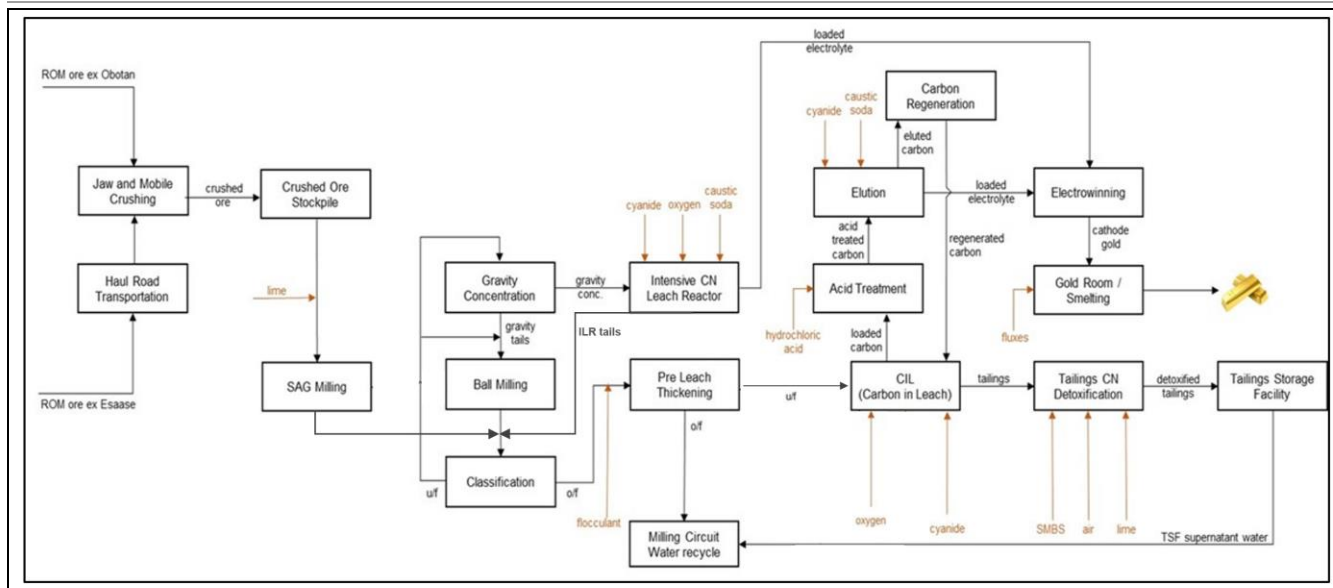 loaded
electrolyte
ROM ore ex Obotan
Carbon
Regeneration
cyanide
caustic
soda
eluted
carbon
Jaw and Mobile
Crushing
crushed
ore
Crushed Ore
Stockpile
Elution
loaded
electrolyte
Electrowinning
cyanide
oxygen
caustic
soda
acid
treated
carbon
regenerated
carbon
cathode
gold
Haul Road
Transportation
lime
Gravity
Concentration
gravity
conc.
Intensive CN
Leach Reactor
Acid Treatment
Gold Room /
Smelting
gravity
tails
ILR tails
hydrochloric
acid
loaded
carbon
fluxes
ROM ore ex Esaase
SAG Milling
Ball Milling
Pre Leach
Thickening
u/f
CIL
(Carbon in Leach)
tailings
Tailings CN
Detoxification
detoxified
tailings
Tailings Storage
Facility
o/f
Classification
u/f
o/f
flocculant
oxygen
cyanide
SMBS
air
lime
Milling Circuit
Water recycle
TSF supernatant water